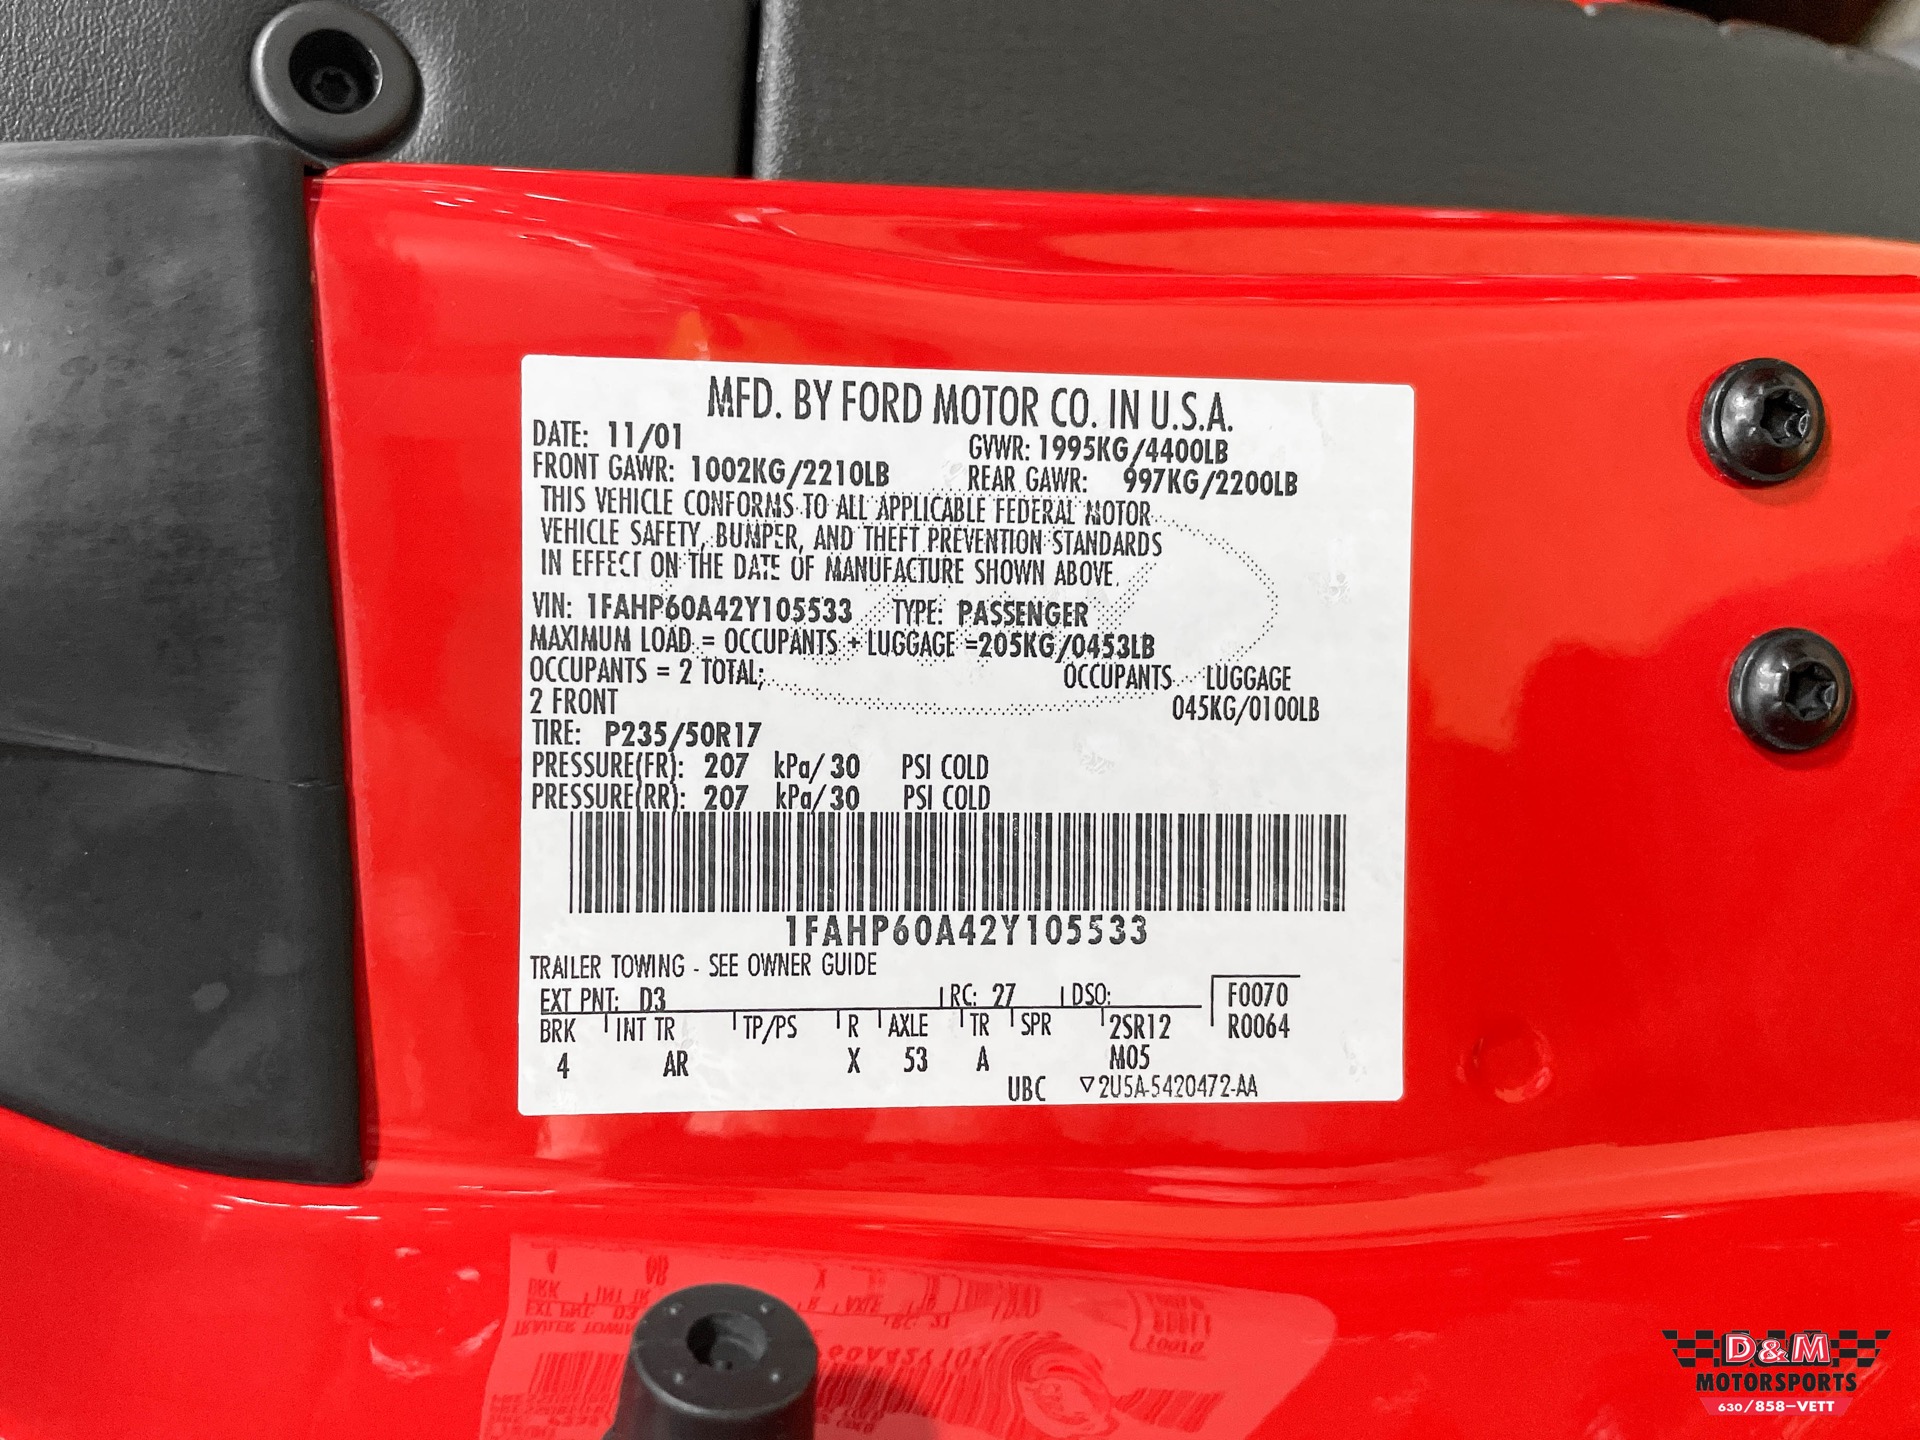 MFD. BY FORD MOTOR CO. IN U.S.A.
DATE: 11/01 GVWR: 1995KG/4400LB
FRONT GAWR: 1002KG/2210LB REAR GAWR: 997KG/2200LB
THIS VEHICLE CONFORMS TO ALL APPLICABLE FEDERAL MOTOR
VEHICLE SAFETY, BUMPER, AND THEFT PREVENTION STANDARDS
IN EFFECT ON THE DATE OF MANUFACTURE SHOWN ABOVE.
VIN: 1FAHP60A42Y105533 TYPE: PASSENGER
MAXIMUM LOAD = OCCUPANTS + LUGGAGE =205KG/0453LB
OCCUPANTS = 2 TOTAL; OCCUPANTS LUGGAGE
2 FRONT 045KG/0100LB
TIRE: P235/50R17
PRESSURE(FR): 207 kPa/ 30 PSI COLD
PRESSURE(RR): 207 kPa/ 30 PSI COLD
1FAHP60A42Y105533
TRAILER TOWING - SEE OWNER GUIDE
EXT PNT: D3 RC: 27 DSO: F0070
BRK INT TR TP/PS R AXLE TR SPR 2SR12 R0064
4 AR X 53 A M05
UBC ▽2U5A-5420472-AA
D&M
MOTORSPORTS
630/858-VETT